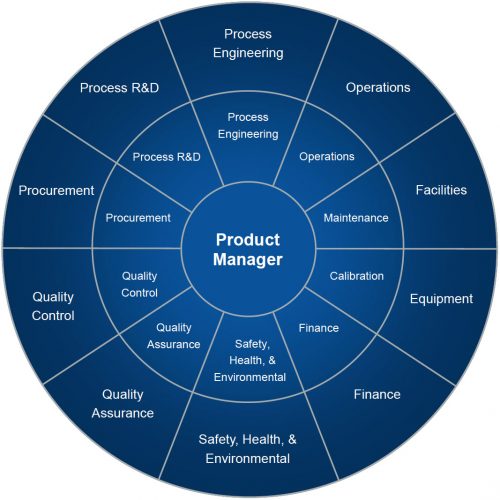 Process
Engineering
Operations
Facilities
Equipment
Finance
Safety, Health, &
Environmental
Quality
Assurance
Quality
Control
Procurement
Process R&D
Process
Engineering
Operations
Maintenance
Calibration
Finance
Safety,
Health, &
Environmental
Quality
Assurance
Quality
Control
Procurement
Process R&D
Product
Manager